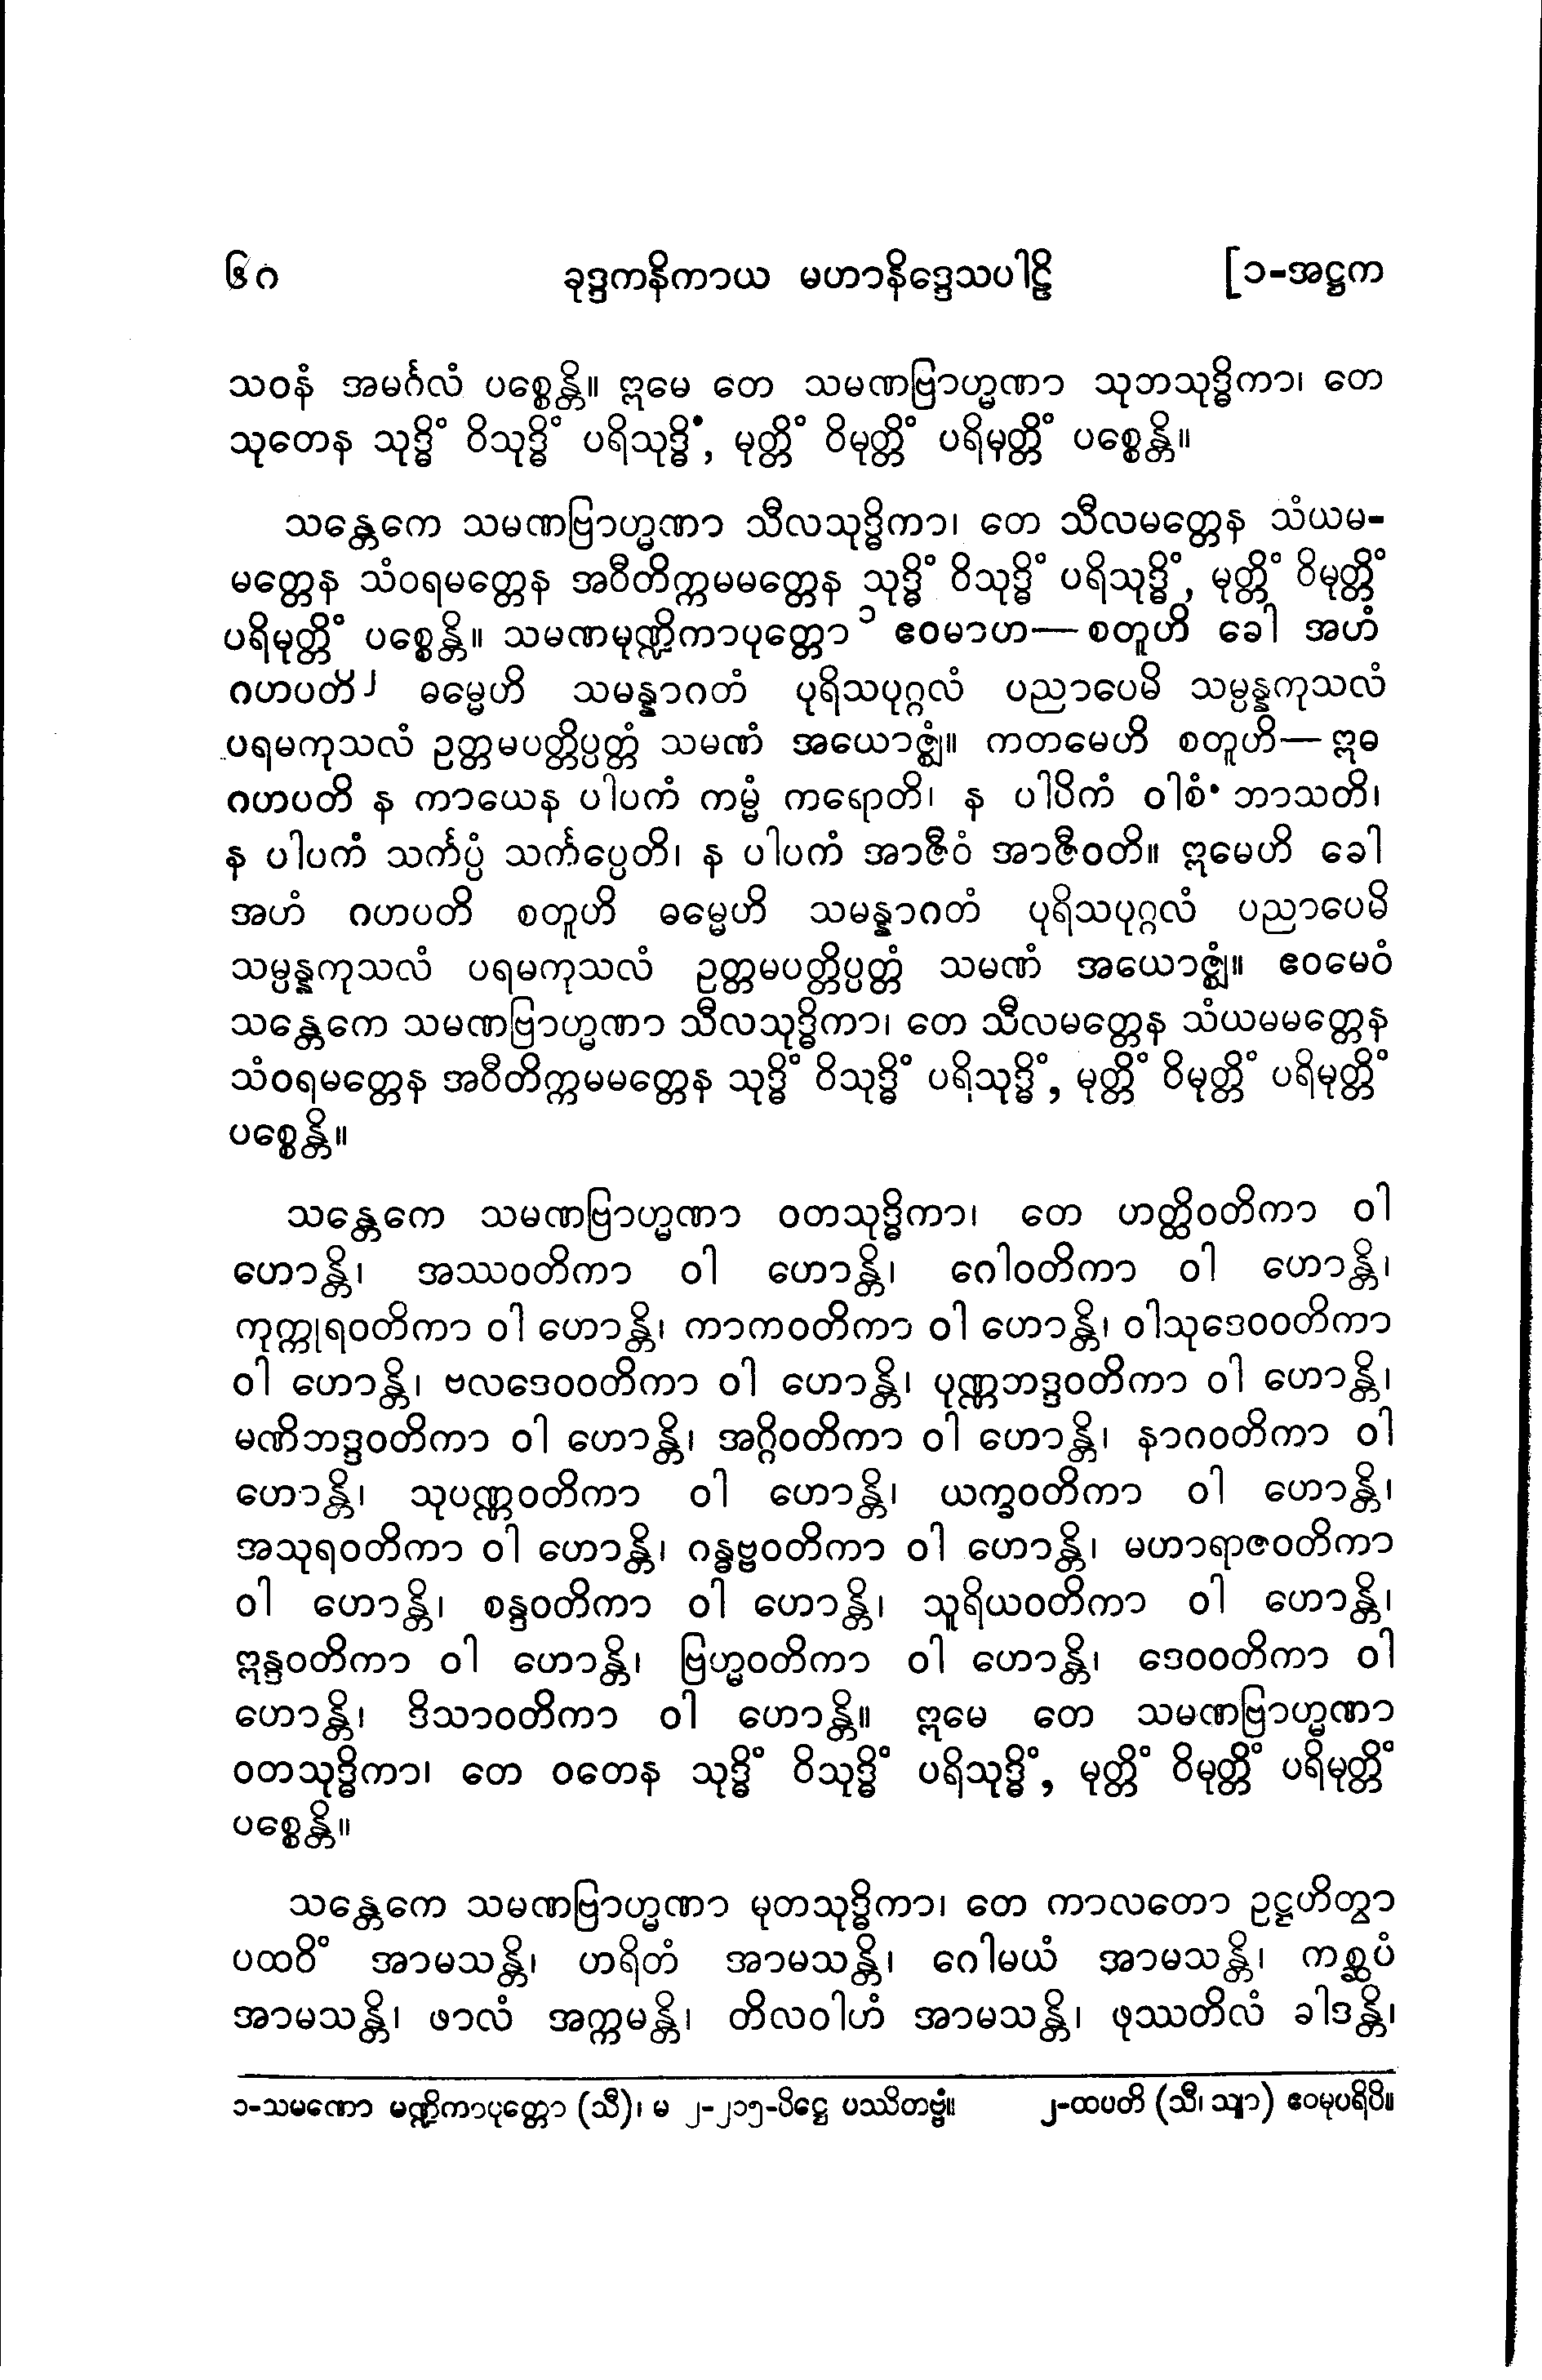 ၆၈ ခုဒ္ဒကနိကာယ မဟာနိဒ္ဒေသပါဠိ [၁-အဋ္ဌက
သဝနံ အမင်္ဂလံ ပစ္စေန္တိ။ ဣမေ တေ သမဏဗြာဟ္မဏာ သုဘသုဒ္ဓိကာ၊ တေ
သုတေန သုဒ္ဓိံ ဝိသုဒ္ဓိံ ပရိသုဒ္ဓိံ, မုတ္တိံ ဝိမုတ္တိံ ပရိမုတ္တိံ ပစ္စေန္တိ။
သန္တေကေ သမဏဗြာဟ္မဏာ သီလသုဒ္ဓိကာ၊ တေ သီလမတ္တေန သံယမ-
မတ္တေန သံဝရမတ္တေန အဝီတိက္ကမမတ္တေန သုဒ္ဓိံ ဝိသုဒ္ဓိံ ပရိသုဒ္ဓိံ, မုတ္တိံ ဝိမုတ္တိံ
ပရိမုတ္တိံ ပစ္စေန္တိ။ သမဏမုဏ္ဍိကာပုတ္တော ၁ ဧဝမာဟ— စတူဟိ ခေါ အဟံ
ဂဟပတိ ၂ ဓမ္မေဟိ သမန္နာဂတံ ပုရိသပုဂ္ဂလံ ပညာပေမိ သမ္ပန္နကုသလံ
ပရမကုသလံ ဥတ္တမပတ္တိပ္ပတ္တံ သမဏံ အယောဇ္ဈံ။ ကတမေဟိ စတူဟိ— ဣဓ
ဂဟပတိ န ကာယေန ပါပကံ ကမ္မံ ကရောတိ၊ န ပါပိကံ ဝါစံ ဘာသတိ၊
န ပါပကံ သင်္ကပ္ပံ သင်္ကပ္ပေတိ၊ န ပါပကံ အာဇီဝံ အာဇီဝတိ။ ဣမေဟိ ခေါ
အဟံ ဂဟပတိ စတူဟိ ဓမ္မေဟိ သမန္နာဂတံ ပုရိသပုဂ္ဂလံ ပညာပေမိ
သမ္ပန္နကုသလံ ပရမကုသလံ ဥတ္တမပတ္တိပ္ပတ္တံ သမဏံ အယောဇ္ဈံ။ ဧဝမေဝံ
သန္တေကေ သမဏဗြာဟ္မဏာ သီလသုဒ္ဓိကာ၊ တေ သီလမတ္တေန သံယမမတ္တေန
သံဝရမတ္တေန အဝီတိက္ကမမတ္တေန သုဒ္ဓိံ ဝိသုဒ္ဓိံ ပရိသုဒ္ဓိံ, မုတ္တိံ ဝိမုတ္တိံ ပရိမုတ္တိံ
ပစ္စေန္တိ။
သန္တေကေ သမဏဗြာဟ္မဏာ ဝတသုဒ္ဓိကာ၊ တေ ဟတ္ထိဝတိကာ ဝါ
ဟောန္တိ၊ အဿဝတိကာ ဝါ ဟောန္တိ၊ ဂေါဝတိကာ ဝါ ဟောန္တိ၊
ကုက္ကုရဝတိကာ ဝါ ဟောန္တိ၊ ကာကဝတိကာ ဝါ ဟောန္တိ၊ ဝါသုဒေဝဝတိကာ
ဝါ ဟောန္တိ၊ ဗလဒေဝဝတိကာ ဝါ ဟောန္တိ၊ ပုဏ္ဏဘဒ္ဒဝတိကာ ဝါ ဟောန္တိ၊
မဏိဘဒ္ဒဝတိကာ ဝါ ဟောန္တိ၊ အဂ္ဂိဝတိကာ ဝါ ဟောန္တိ၊ နာဂဝတိကာ ဝါ
ဟောန္တိ၊ သုပဏ္ဏဝတိကာ ဝါ ဟောန္တိ၊ ယက္ခဝတိကာ ဝါ ဟောန္တိ၊
အသုရဝတိကာ ဝါ ဟောန္တိ၊ ဂန္ဓဗ္ဗဝတိကာ ဝါ ဟောန္တိ၊ မဟာရာဇဝတိကာ
ဝါ ဟောန္တိ၊ စန္ဒဝတိကာ ဝါ ဟောန္တိ၊ သူရိယဝတိကာ ဝါ ဟောန္တိ၊
ဣန္ဒဝတိကာ ဝါ ဟောန္တိ၊ ဗြဟ္မဝတိကာ ဝါ ဟောန္တိ၊ ဒေဝဝတိကာ ဝါ
ဟောန္တိ၊ ဒိသာဝတိကာ ဝါ ဟောန္တိ။ ဣမေ တေ သမဏဗြာဟ္မဏာ
ဝတသုဒ္ဓိကာ၊ တေ ဝတေန သုဒ္ဓိံ ဝိသုဒ္ဓိံ ပရိသုဒ္ဓိံ, မုတ္တိံ ဝိမုတ္တိံ ပရိမုတ္တိံ
ပစ္စေန္တိ။
သန္တေကေ သမဏဗြာဟ္မဏာ မုတသုဒ္ဓိကာ၊ တေ ကာလတော ဥဋ္ဌဟိတွာ
ပထဝိံ အာမသန္တိ၊ ဟရိတံ အာမသန္တိ၊ ဂေါမယံ အာမသန္တိ၊ ကစ္ဆပံ
အာမသန္တိ၊ ဖာလံ အက္ကမန္တိ၊ တိလဝါဟံ အာမသန္တိ၊ ဖုဿတိလံ ခါဒန္တိ၊
၁-သမဏော မဏ္ဍိကာပုတ္တော (သီ)၊ မ ၂-၂၁၅-ပိဋ္ဌေ ပဿိတဗ္ဗံ။ ၂-ထပတိ (သီ၊ သျာ) ဧဝမုပရိပိ။